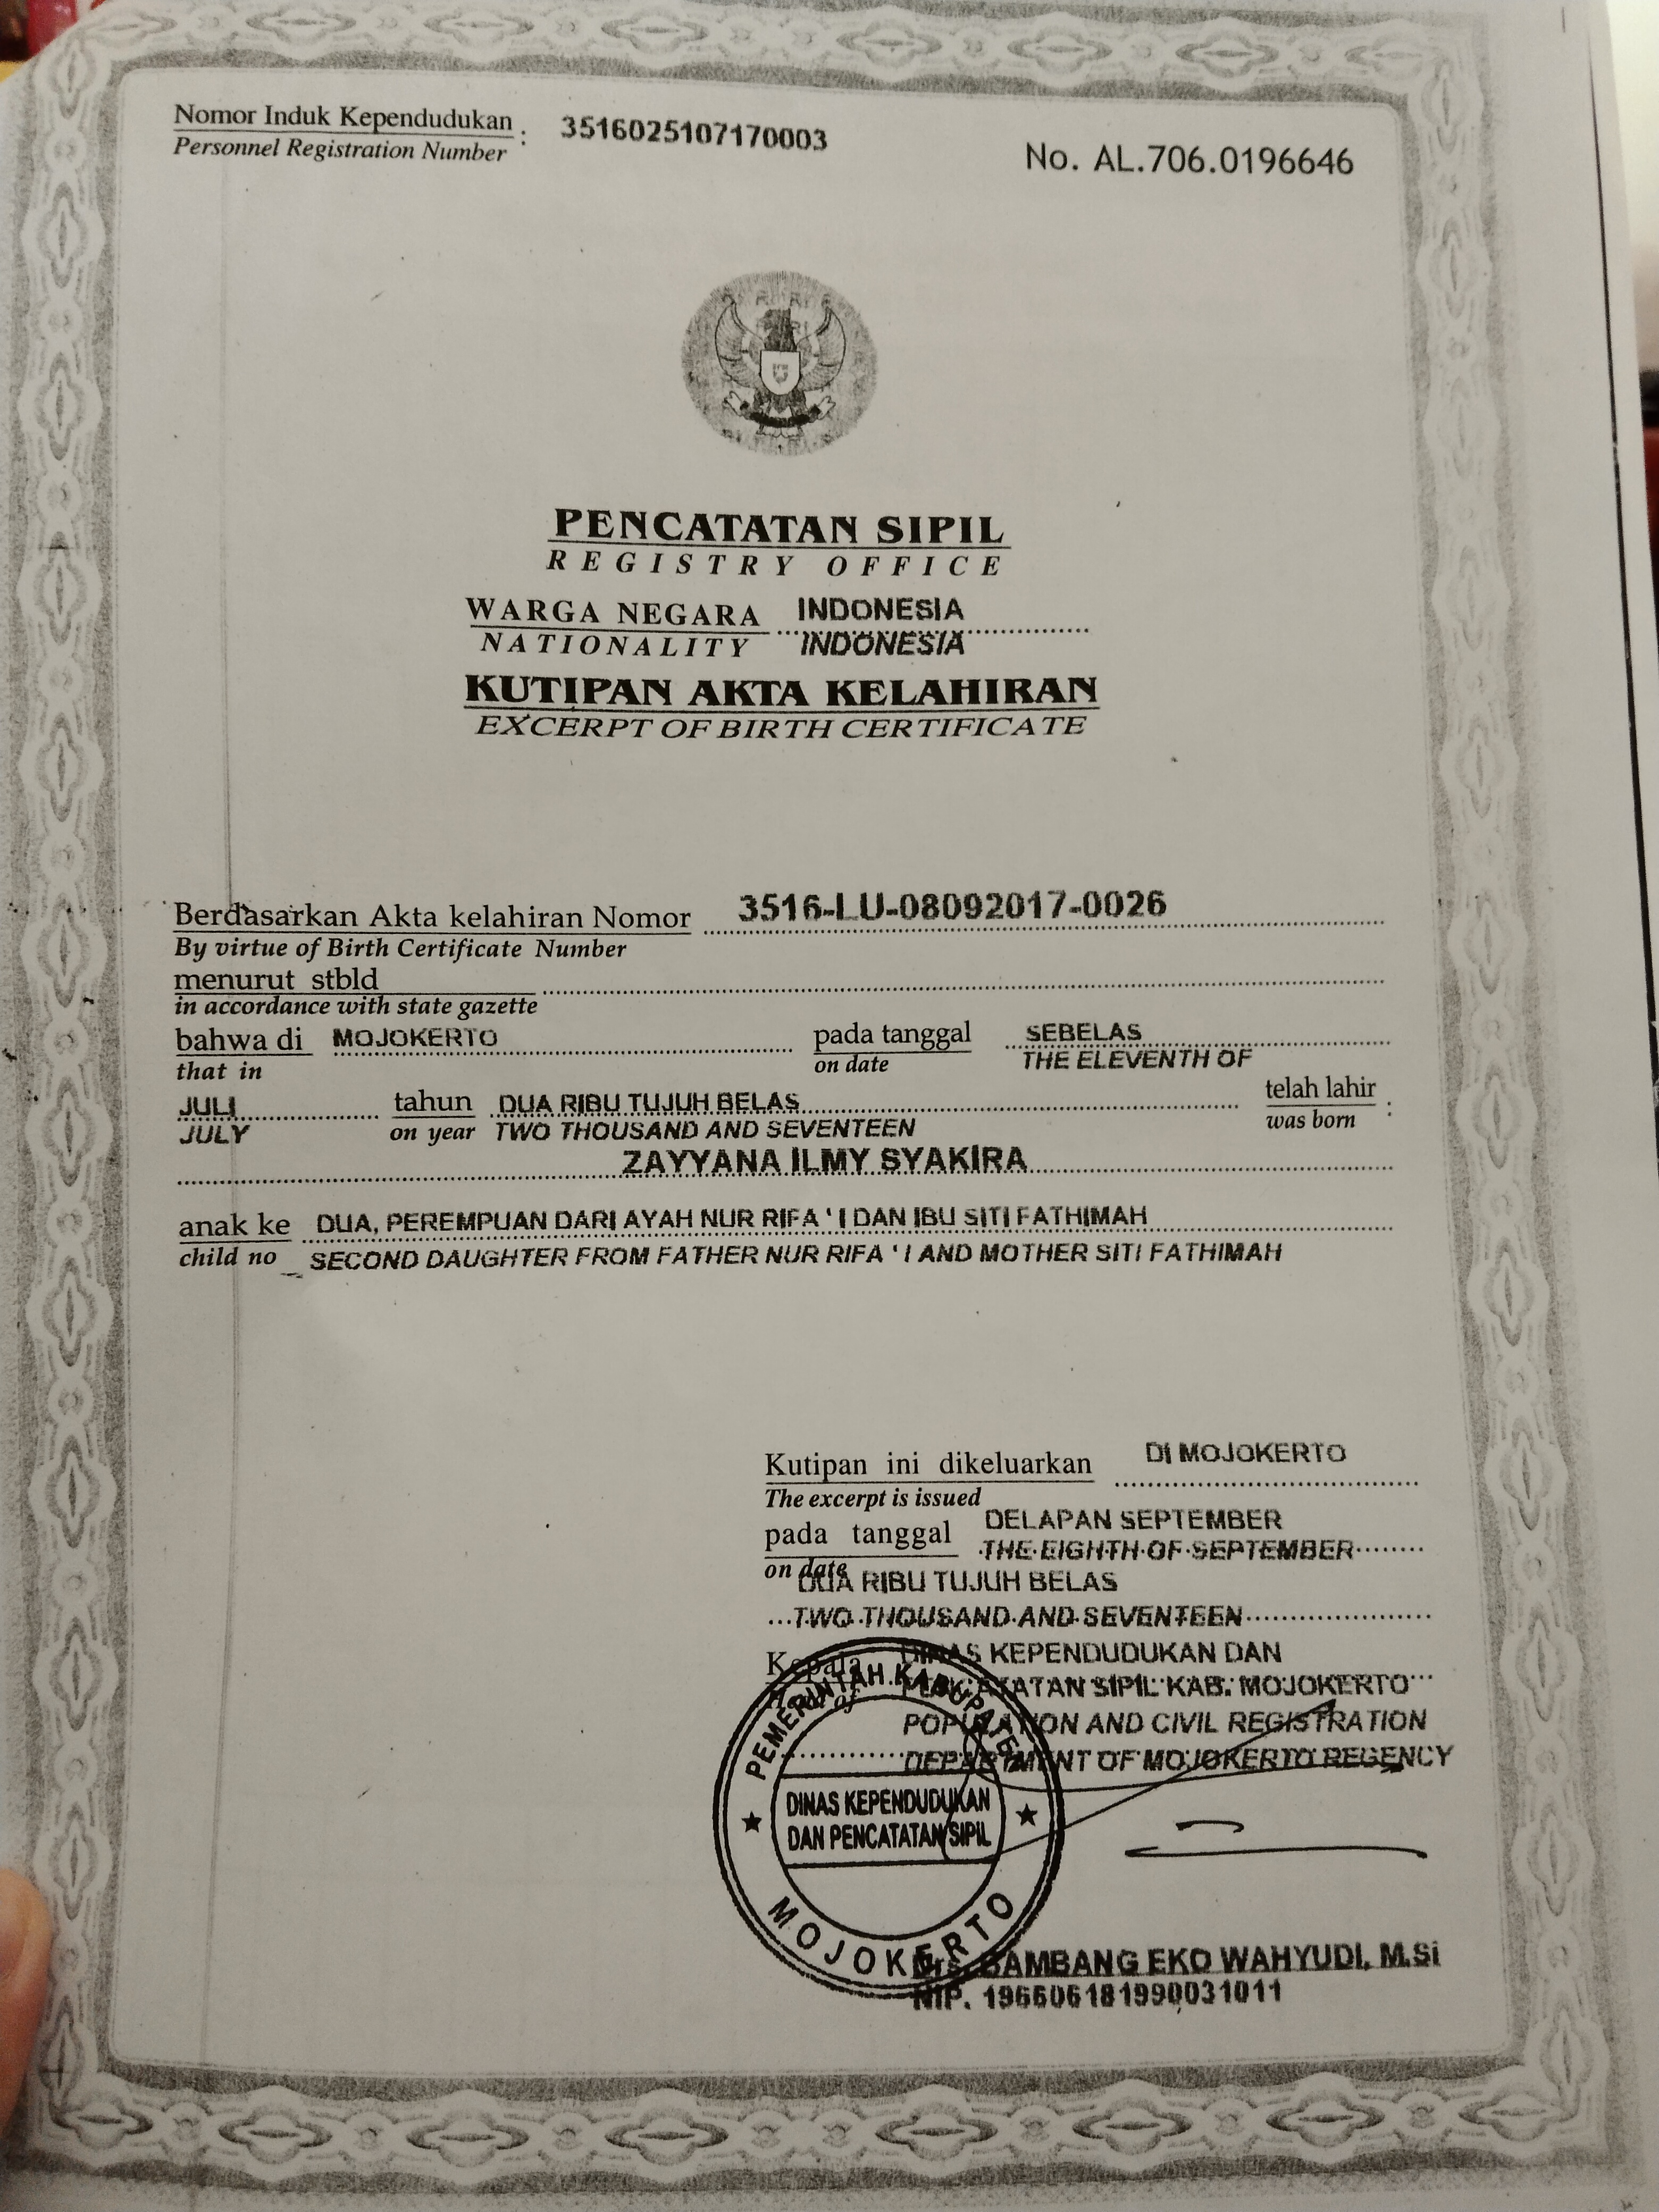 Nomor Induk Kependudukan : 3516025107170003
Personnel Registration Number
No. AL.706.0196646
PENCATATAN SIPIL
REGISTRY OFFICE
WARGA NEGARA INDONESIA
NATIONALITY INDONESIA
KUTIPAN AKTA KELAHIRAN
EXCERPT OF BIRTH CERTIFICATE
Berdasarkan Akta kelahiran Nomor 3516-LU-08092017-0026
By virtue of Birth Certificate Number
menurut stbld
in accordance with state gazette
bahwa di MOJOKERTO pada tanggal SEBELAS
that in on date THE ELEVENTH OF
JULI tahun DUA RIBU TUJUH BELAS telah lahir :
JULY on year TWO THOUSAND AND SEVENTEEN was born
ZAYYANA ILMY SYAKIRA
anak ke DUA, PEREMPUAN DARI AYAH NUR RIFA ' I DAN IBU SITI FATHIMAH
child no SECOND DAUGHTER FROM FATHER NUR RIFA ' I AND MOTHER SITI FATHIMAH
Kutipan ini dikeluarkan DI MOJOKERTO
The excerpt is issued
pada tanggal DELAPAN SEPTEMBER
THE EIGHTH OF SEPTEMBER
on date DUA RIBU TUJUH BELAS
TWO THOUSAND AND SEVENTEEN
Kepala DINAS KEPENDUDUKAN DAN
Head of PENCATATAN SIPIL KAB. MOJOKERTO
POPULATION AND CIVIL REGISTRATION
DEPARTMENT OF MOJOKERTO REGENCY
PEMERINTAH KABUPATEN
DINAS KEPENDUDUKAN
DAN PENCATATAN SIPIL
MOJOKERTO
Drs. BAMBANG EKO WAHYUDI, M.Si
NIP. 196606181990031011